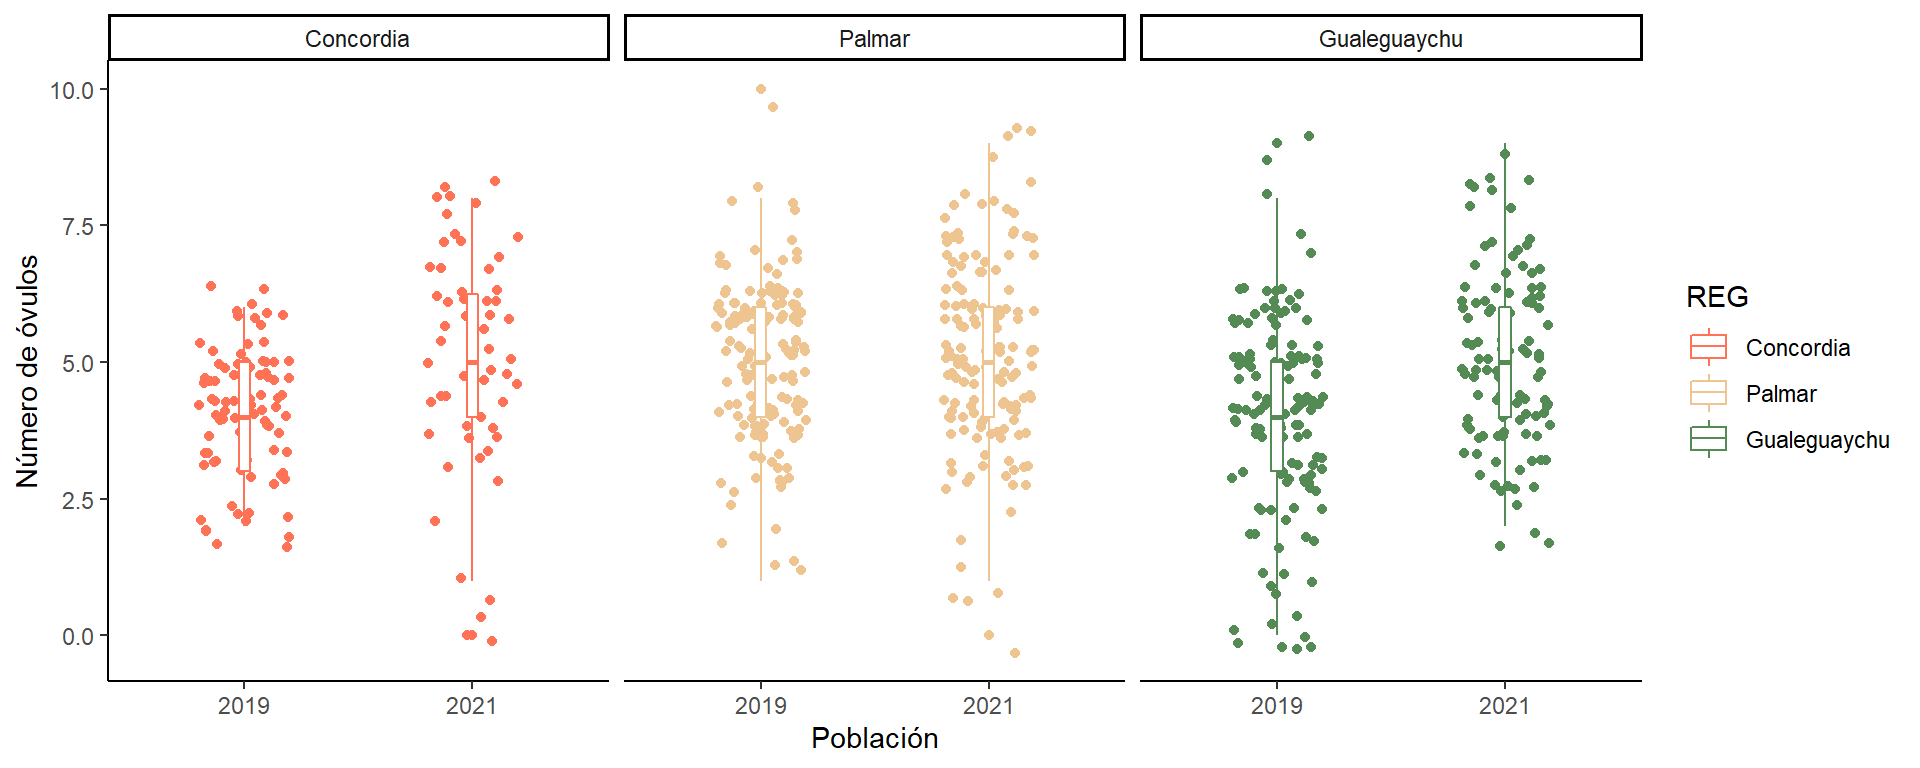 Concordia
Palmar
Gualeguaychu
10.0
7.5
5.0
2.5
0.0
Número de óvulos
2019
2021
2019
2021
2019
2021
Población
REG
Concordia
Palmar
Gualeguaychu